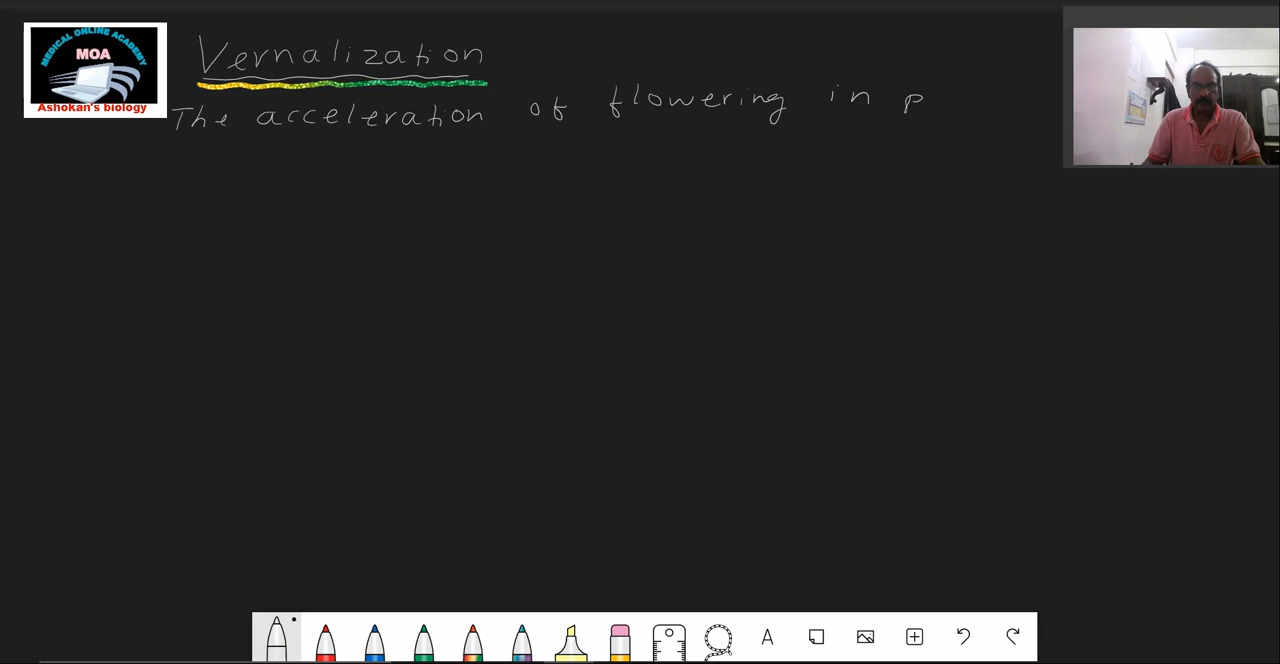 MEDICAL ONLINE ACADEMY
MOA
Ashokan's biology
Vernalization
The acceleration of flowering in p
A